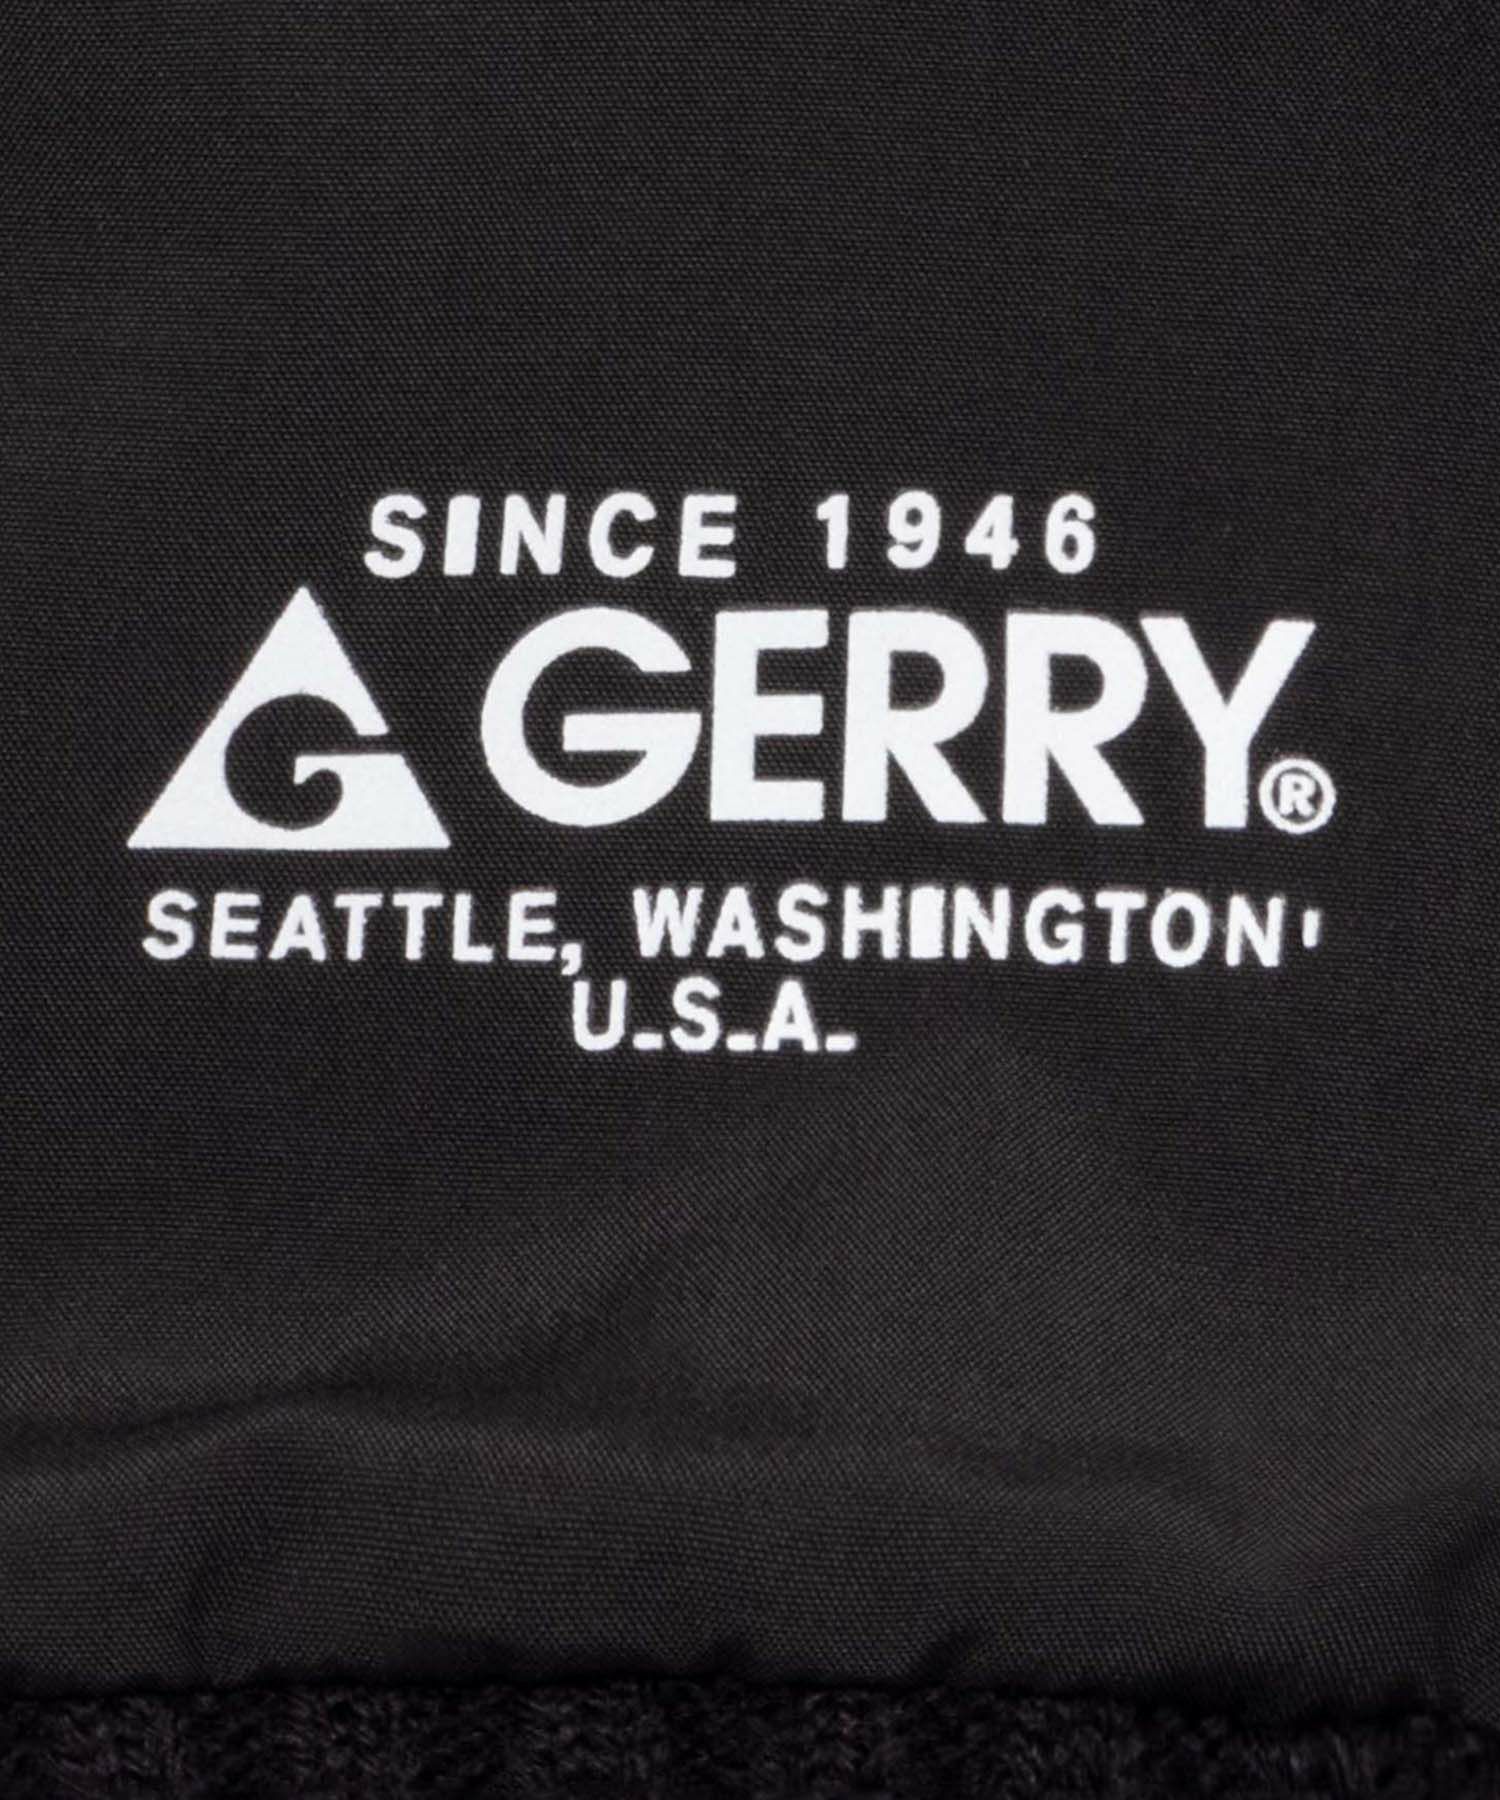 SINCE 1946
G GERRY®
SEATTLE, WASHINGTON'
U.S.A.